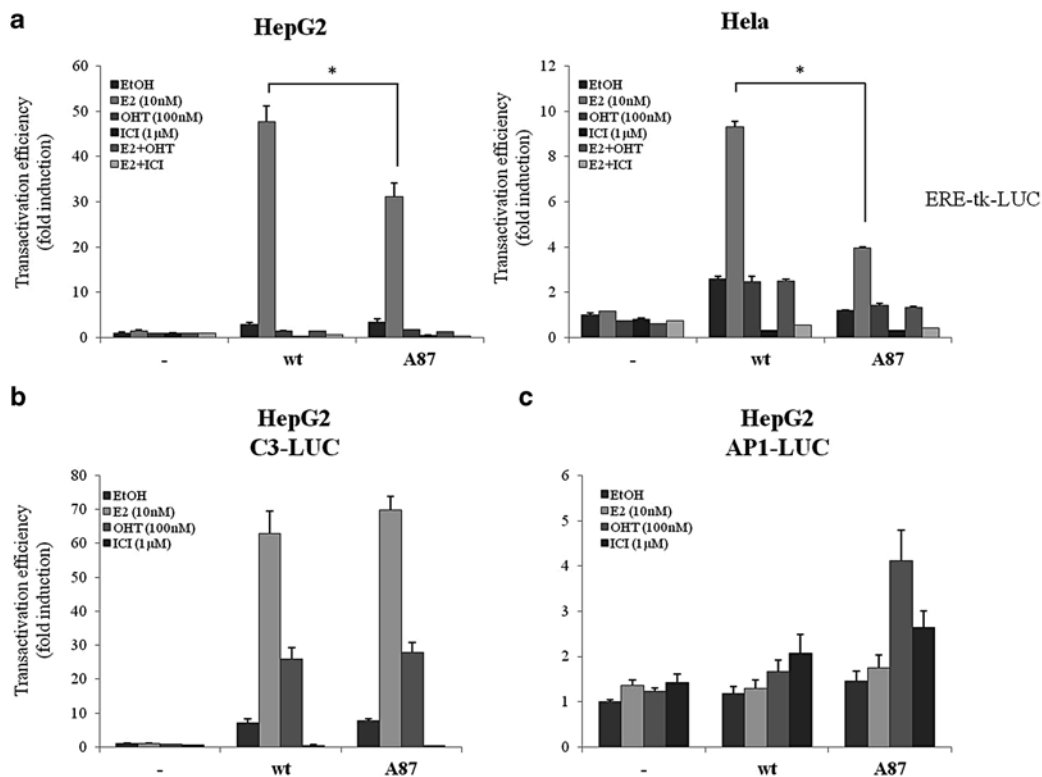 a
HepG2
Hela
Transactivation efficiency
(fold induction)
60
50
40
30
20
10
0
EtOH
E2 (10nM)
OHT (100nM)
ICI (1µM)
E2+OHT
E2+ICI
*
- wt A87
Transactivation efficiency
(fold induction)
12
10
8
6
4
2
0
EtOH
E2 (10nM)
OHT (100nM)
ICI (1µM)
E2+OHT
E2+ICI
*
- wt A87
ERE-tk-LUC
b
HepG2
C3-LUC
Transactivation efficiency
(fold induction)
80
70
60
50
40
30
20
10
0
EtOH
E2 (10nM)
OHT (100nM)
ICI (1µM)
- wt A87
c
HepG2
AP1-LUC
6
5
4
3
2
1
0
EtOH
E2 (10nM)
OHT (100nM)
ICI (1µM)
- wt A87